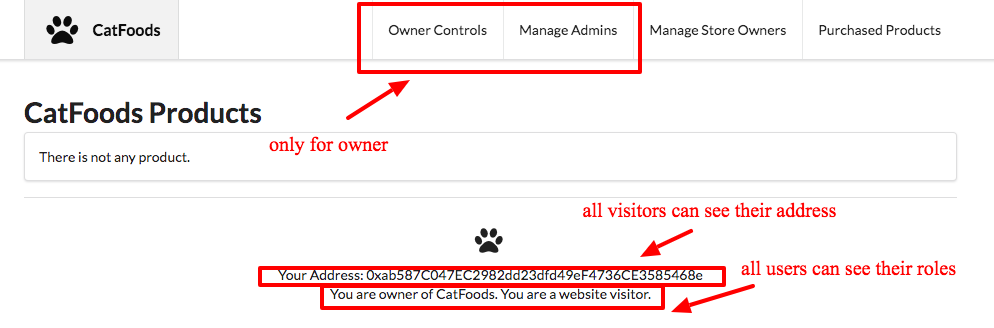 CatFoods
Owner Controls
Manage Admins
Manage Store Owners
Purchased Products
CatFoods Products
only for owner
There is not any product.
all visitors can see their address
Your Address: 0xab587C047EC2982dd23dfd49eF4736CE3585468e
all users can see their roles
You are owner of CatFoods. You are a website visitor.